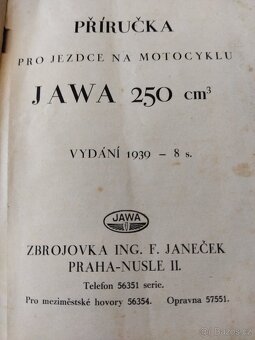 PŘÍRUČKA
PRO JEZDCE NA MOTOCYKLU
JAWA 250 cm³
VYDÁNÍ 1939 – 8 s.
JAWA
ZBROJOVKA ING. F. JANEČEK
PRAHA-NUSLE II.
Telefon 56351 serie.
Pro meziměstské hovory 56354. Opravna 57551.